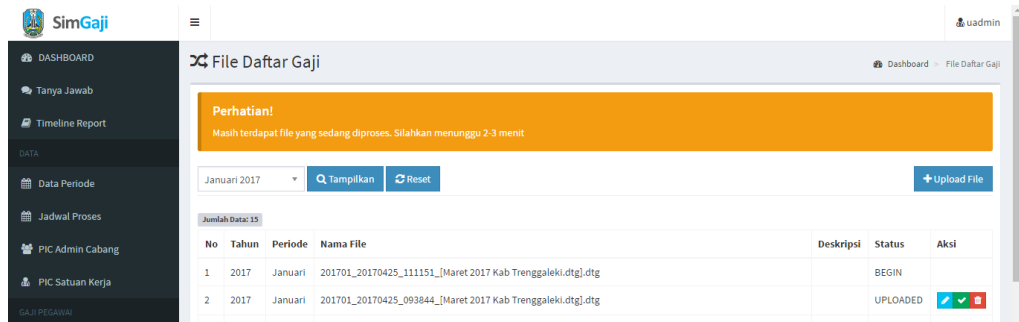 SimGaji
uadmin
DASHBOARD
Tanya Jawab
Timeline Report
DATA
Data Periode
Jadwal Proses
PIC Admin Cabang
PIC Satuan Kerja
GAJI PEGAWAI
File Daftar Gaji
Dashboard > File Daftar Gaji
Perhatian!
Masih terdapat file yang sedang diproses. Silahkan menunggu 2-3 menit
Januari 2017 Tampilkan Reset Upload File
Jumlah Data: 15
No Tahun Periode Nama File Deskripsi Status Aksi
1 2017 Januari 201701_20170425_111151_[Maret 2017 Kab Trenggaleki.dtg].dtg BEGIN
2 2017 Januari 201701_20170425_093844_[Maret 2017 Kab Trenggaleki.dtg].dtg UPLOADED